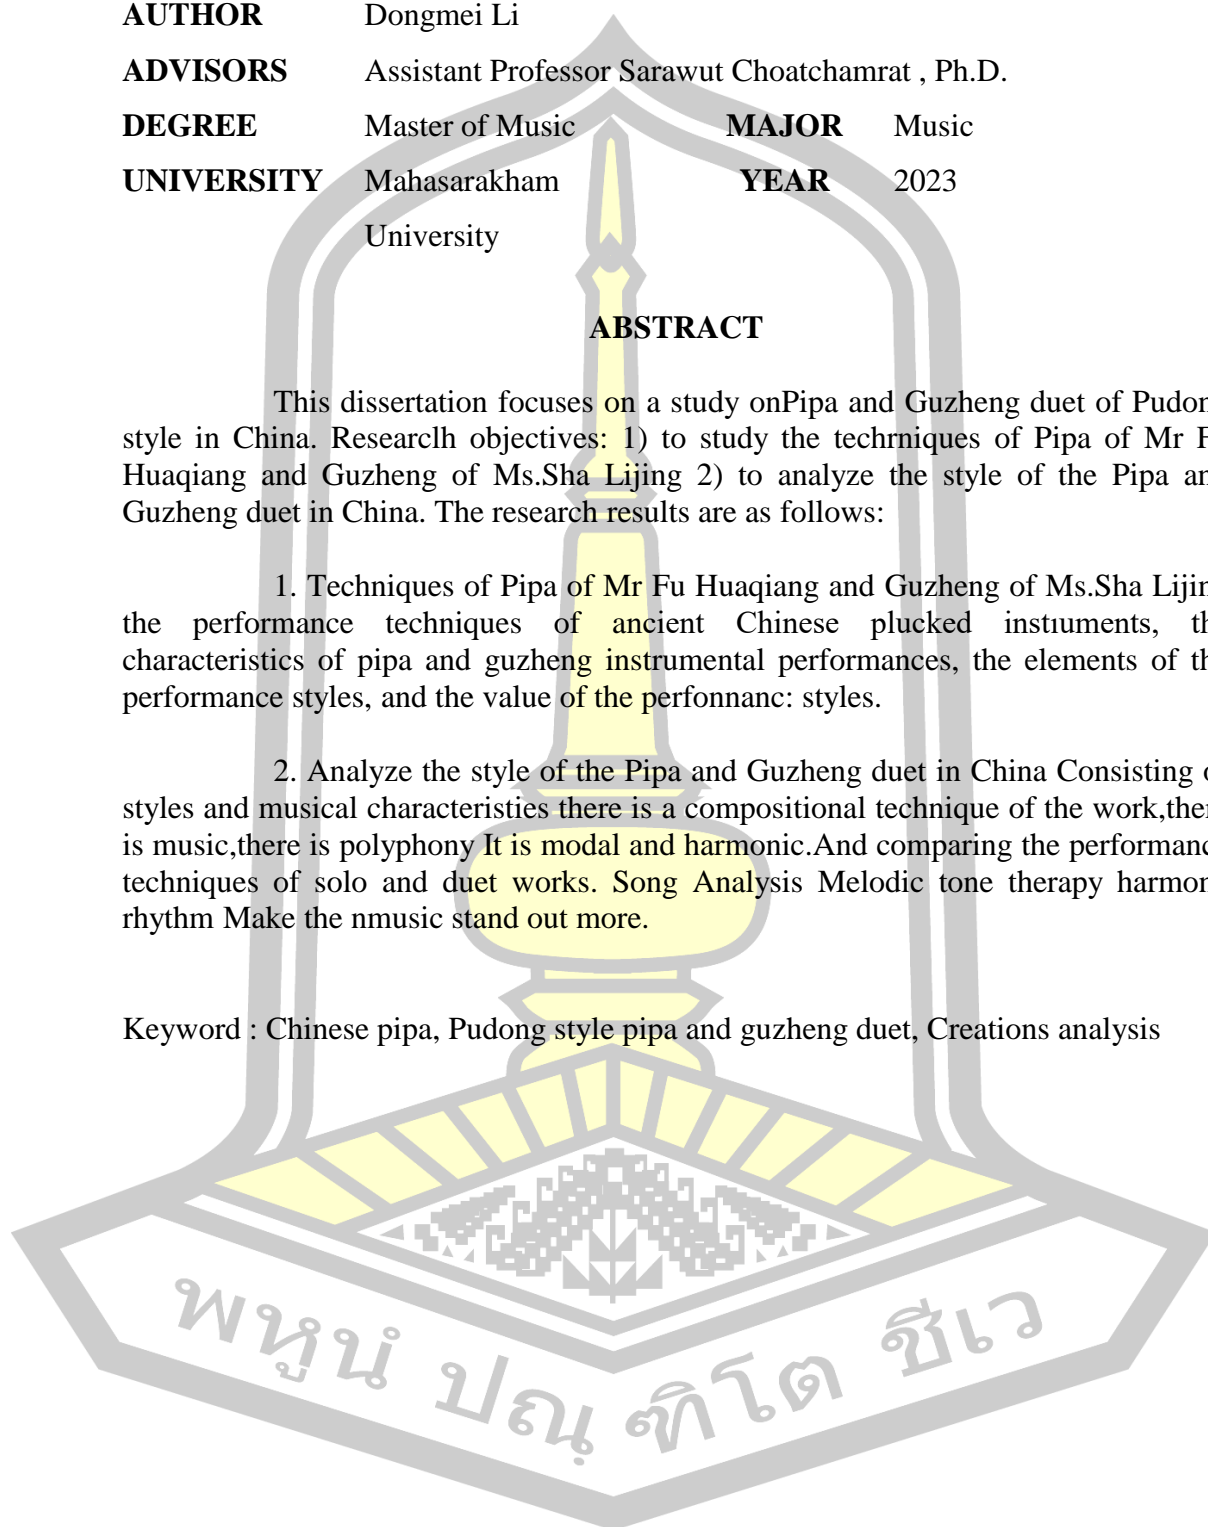 AUTHOR Dongmei Li
ADVISORS Assistant Professor Sarawut Choatchamrat , Ph.D.
DEGREE Master of Music MAJOR Music
UNIVERSITY Mahasarakham YEAR 2023
University
ABSTRACT
This dissertation focuses on a study onPipa and Guzheng duet of Pudon
style in China. Researclh objectives: 1) to study the techrniques of Pipa of Mr F
Huaqiang and Guzheng of Ms.Sha Lijing 2) to analyze the style of the Pipa an
Guzheng duet in China. The research results are as follows:
1. Techniques of Pipa of Mr Fu Huaqiang and Guzheng of Ms.Sha Lijin
the performance techniques of ancient Chinese plucked instıuments, th
characteristics of pipa and guzheng instrumental performances, the elements of th
performance styles, and the value of the perfonnanc: styles.
2. Analyze the style of the Pipa and Guzheng duet in China Consisting o
styles and musical characteristies there is a compositional technique of the work,ther
is music,there is polyphony It is modal and harmonic.And comparing the performanc
techniques of solo and duet works. Song Analysis Melodic tone therapy harmon
rhythm Make the nmusic stand out more.
Keyword : Chinese pipa, Pudong style pipa and guzheng duet, Creations analysis
พหูนํ ปณฺฑิโต ชีเว